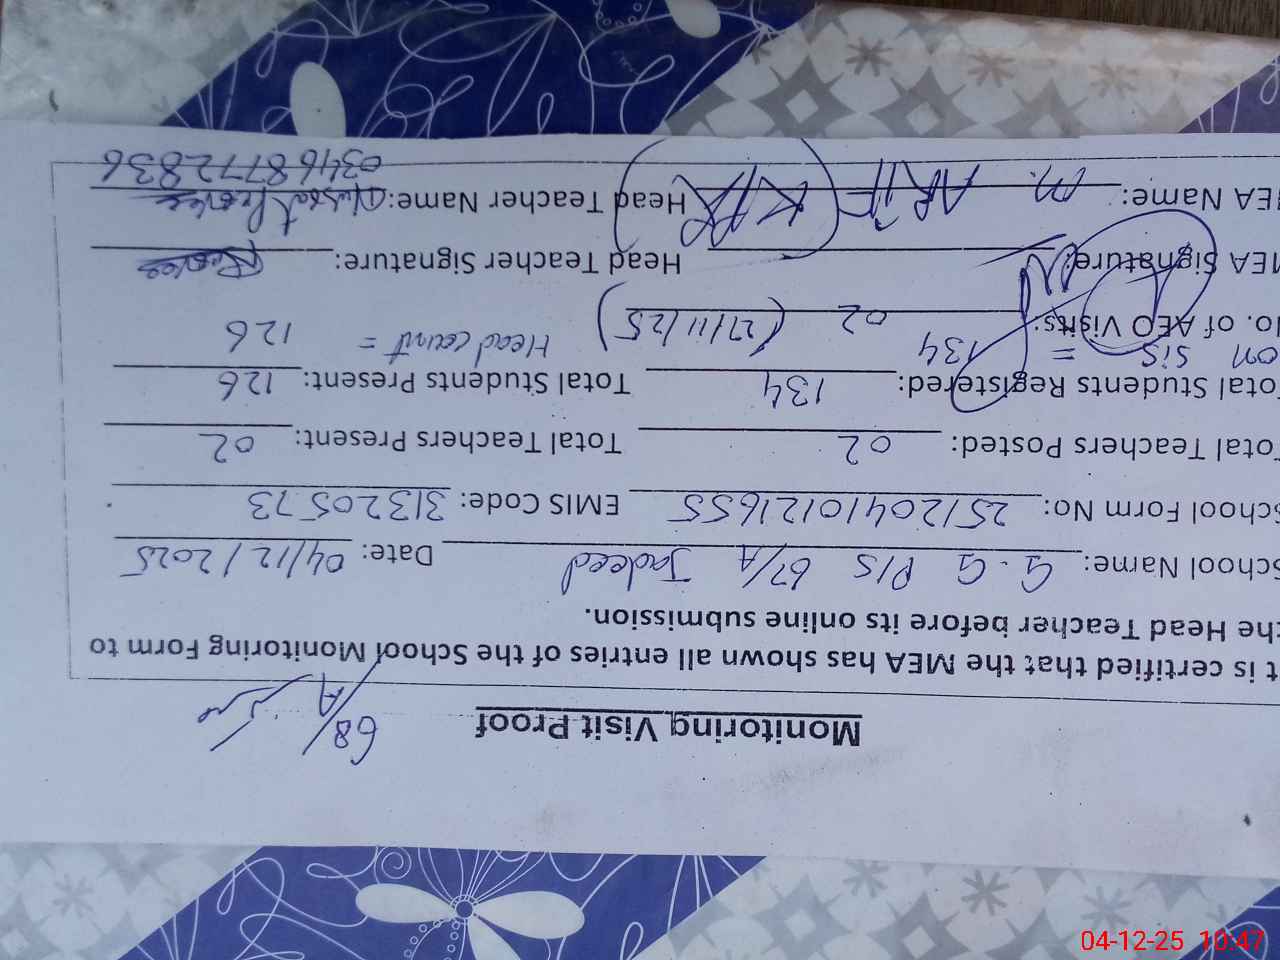 Monitoring Visit Proof
68/A
t is certified that the MEA has shown all entries of the School Monitoring Form to
the Head Teacher before its online submission.
School Name: G.G P/S 67/A Jadeed Date: 04/12/2025
School Form No: 251204101216555 EMIS Code: 31320573
Total Teachers Posted: 02 Total Teachers Present: 02
Total Students Registered: 134 Total Students Present: 126
on sis = 134 Head count = 126
No. of AEO Visits: 02 (27/11/25)
MEA Signature: Head Teacher Signature:
MEA Name: M. ARIF Head Teacher Name: Nusrat Parveen
03468772836
04-12-25 10:47